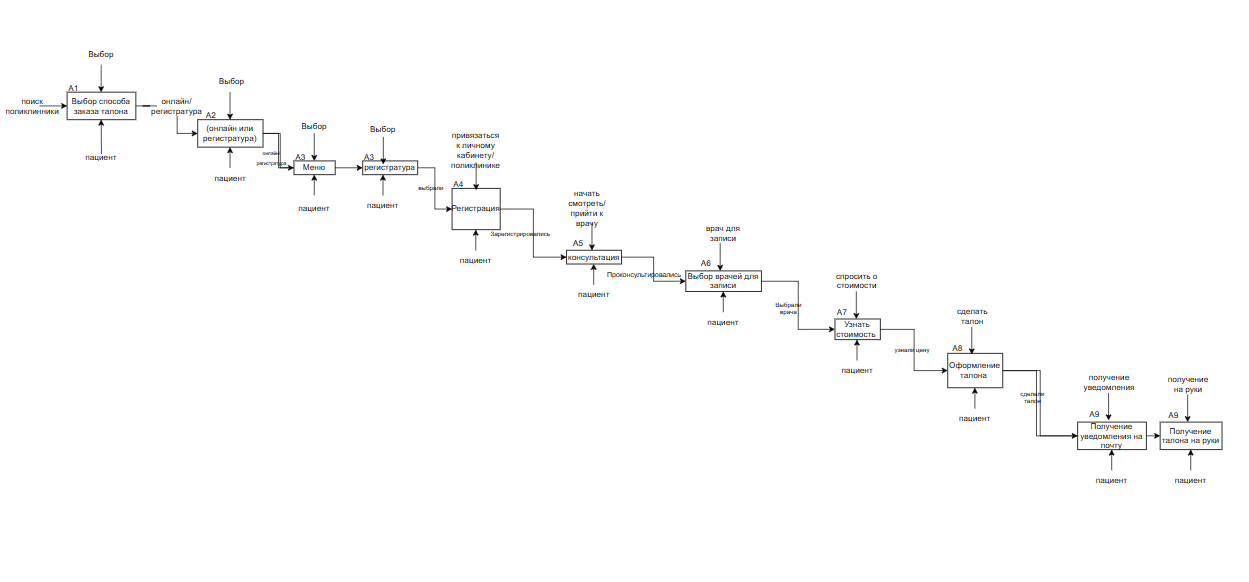 Выбор
A1
поиск
поликлинники
Выбор способа
заказа талона
пациент
онлайн/
регистратура
Выбор
A2
(онлайн или
регистратура)
пациент
онлайн
регистратура
Выбор
A3
Меню
пациент
Выбор
A3
регистратура
пациент
выбрали
привязаться
к личному
кабинету/
поликлинике
A4
Регистрация
пациент
Зарегистрировались
начать
смотреть/
прийти к
врачу
A5
консультация
пациент
Проконсультировались
врач для
записи
A6
Выбор врачей для
записи
пациент
Выбрали
врача
спросить о
стоимости
A7
Узнать
стоимость
пациент
узнали цену
сделать
талон
A8
Оформление
талона
пациент
сделали
талон
получение
уведомления
A9
Получение
уведомления на
почту
пациент
получение
на руки
A9
Получение
талона на руки
пациент